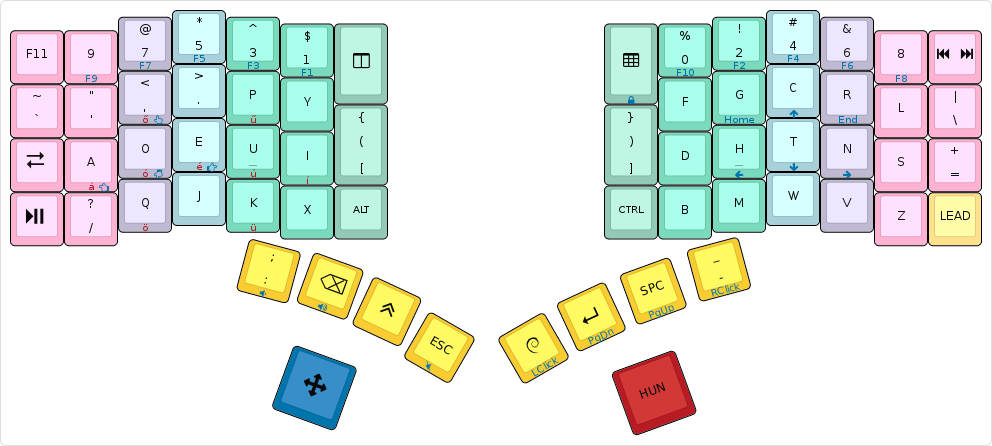 F11
9
F9
@
7
F7
*
5
F5
^
3
F3
$
1
F1
%
0
F10
!
2
F2
#
4
F4
&
6
F6
8
F8
~
`
"
'
<
,
ő
>
.
P
ű
Y
{
(
[
}
)
]
F
G
Home
C
R
End
L
|
\
A
á
O
ó
E
é
U
ú
I
í
D
H
T
N
S
+
=
?
/
Q
ö
J
K
ü
X
ALT
CTRL
B
M
W
V
Z
LEAD
;
:
ESC
LClick
PgDn
SPC
PgUp
_
-
RClick
HUN